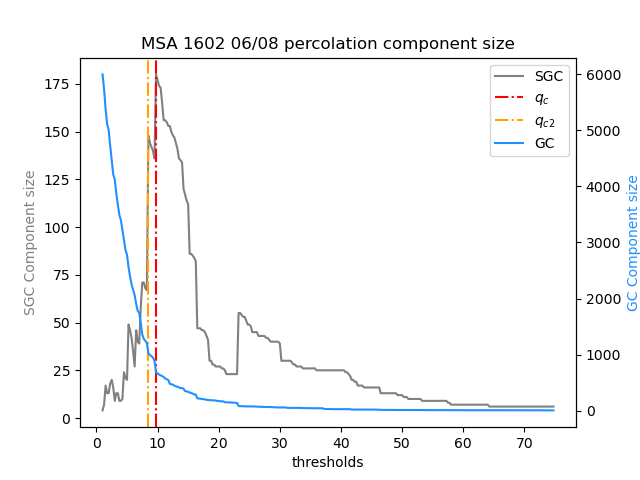 MSA 1602 06/08 percolation component size
SGC Component size
175
150
125
100
75
50
25
0
SGC
q_c
q_{c2}
GC
6000
5000
4000
3000
2000
1000
0
GC Component size
0 10 20 30 40 50 60 70
thresholds